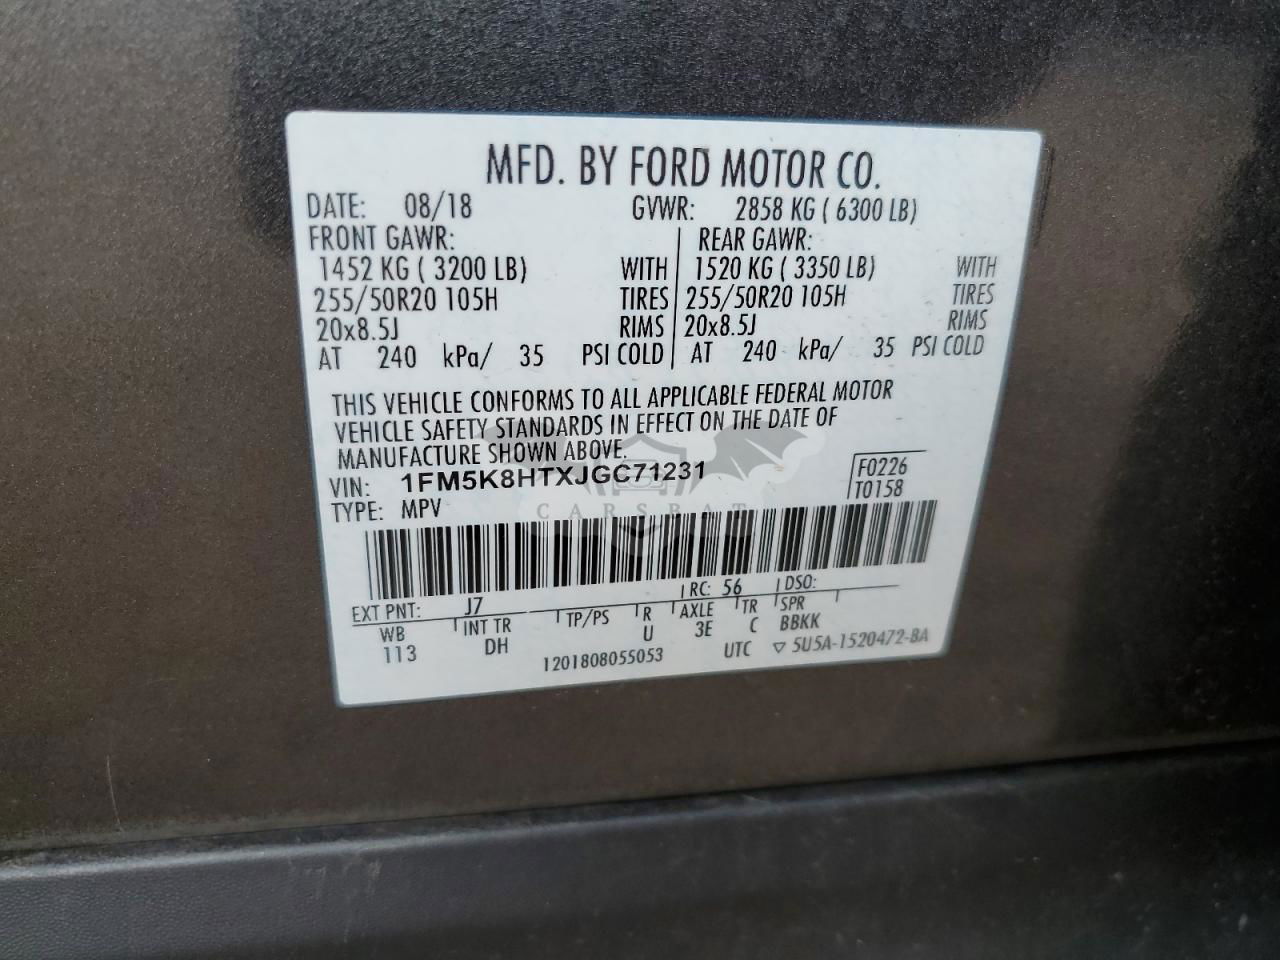 MFD. BY FORD MOTOR CO.
DATE: 08/18 GVWR: 2858 KG ( 6300 LB)
FRONT GAWR: REAR GAWR:
1452 KG ( 3200 LB) WITH 1520 KG ( 3350 LB) WITH
255/50R20 105H TIRES 255/50R20 105H TIRES
20x8.5J RIMS 20x8.5J RIMS
AT 240 kPa/ 35 PSI COLD AT 240 kPa/ 35 PSI COLD
THIS VEHICLE CONFORMS TO ALL APPLICABLE FEDERAL MOTOR
VEHICLE SAFETY STANDARDS IN EFFECT ON THE DATE OF
MANUFACTURE SHOWN ABOVE.
VIN: 1FM5K8HTXJGC71231 F0226
TYPE: MPV T0158
CARSBAT
EXT PNT: J7 RC: 56 DSO:
WB INT TR TP/PS R AXLE TR SPR
113 DH U 3E C BBKK
1201808055053 UTC ▽ 5U5A-1520472-BA